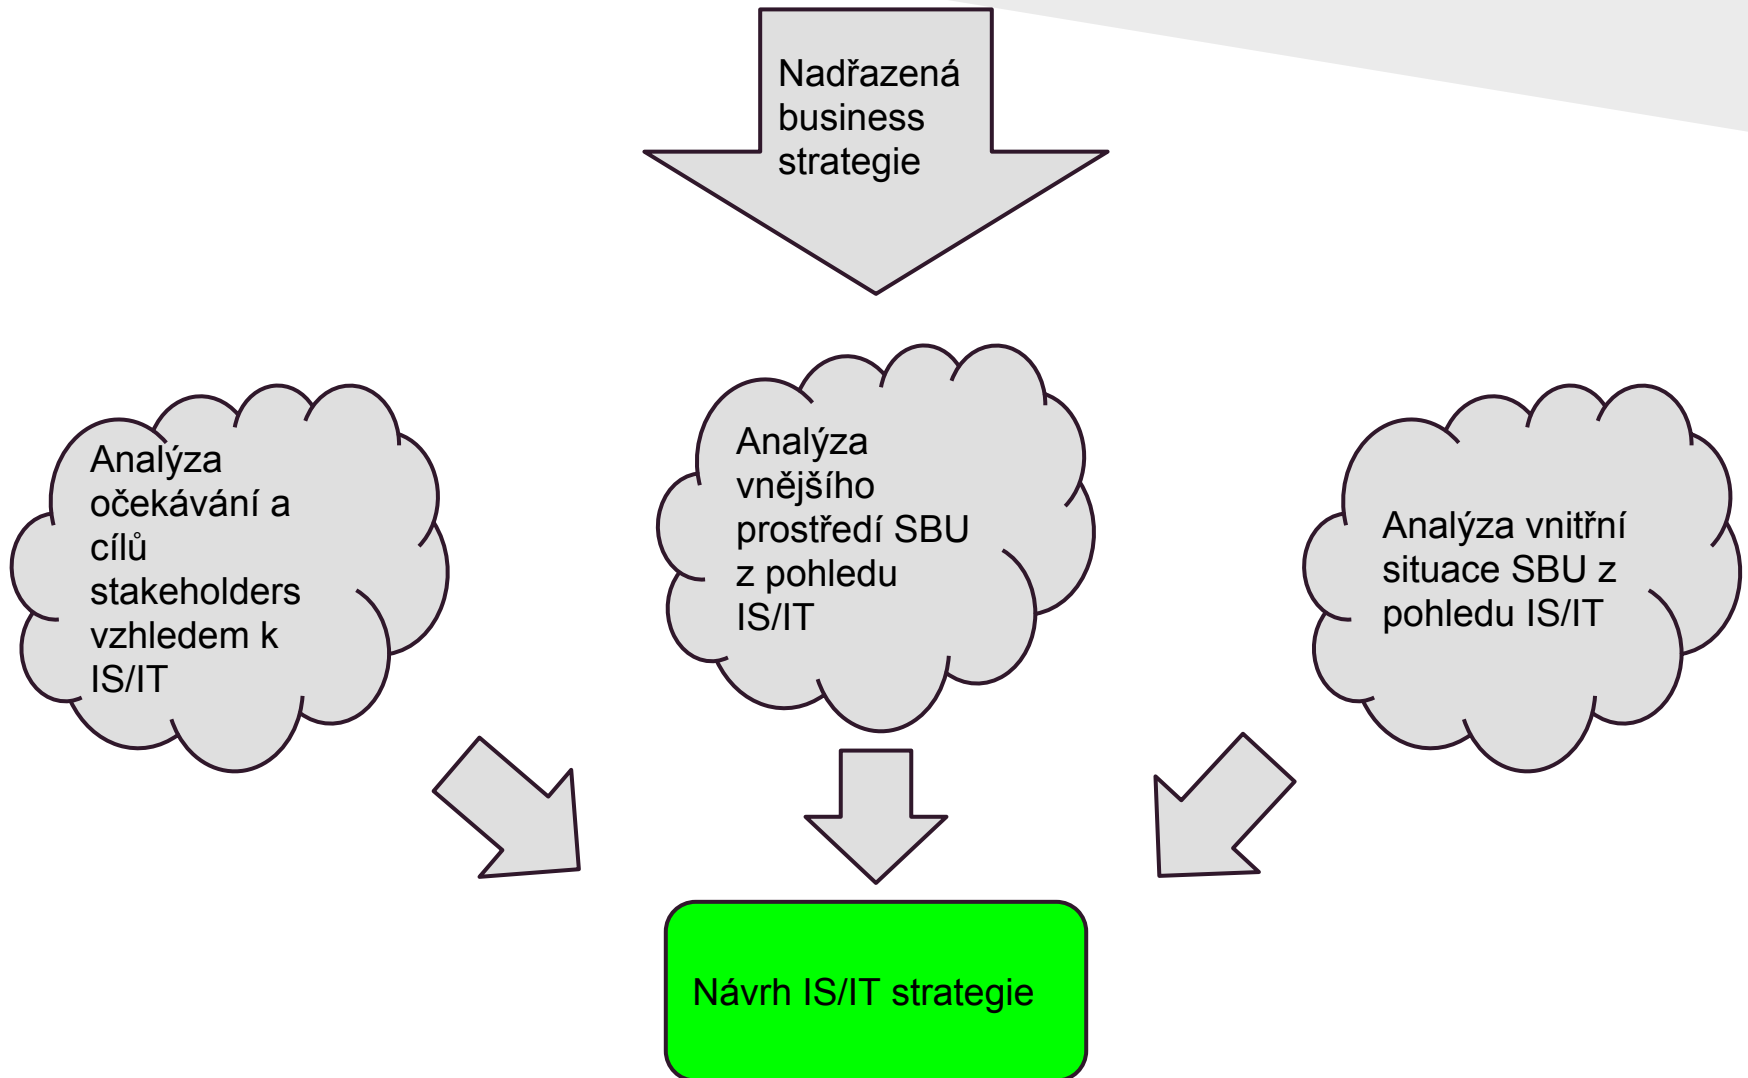 Nadřazená
business
strategie
Analýza
očekávání a
cílů
stakeholders
vzhledem k
IS/IT
Analýza
vnějšího
prostředí SBU
z pohledu
IS/IT
Analýza vnitřní
situace SBU z
pohledu IS/IT
Návrh IS/IT strategie